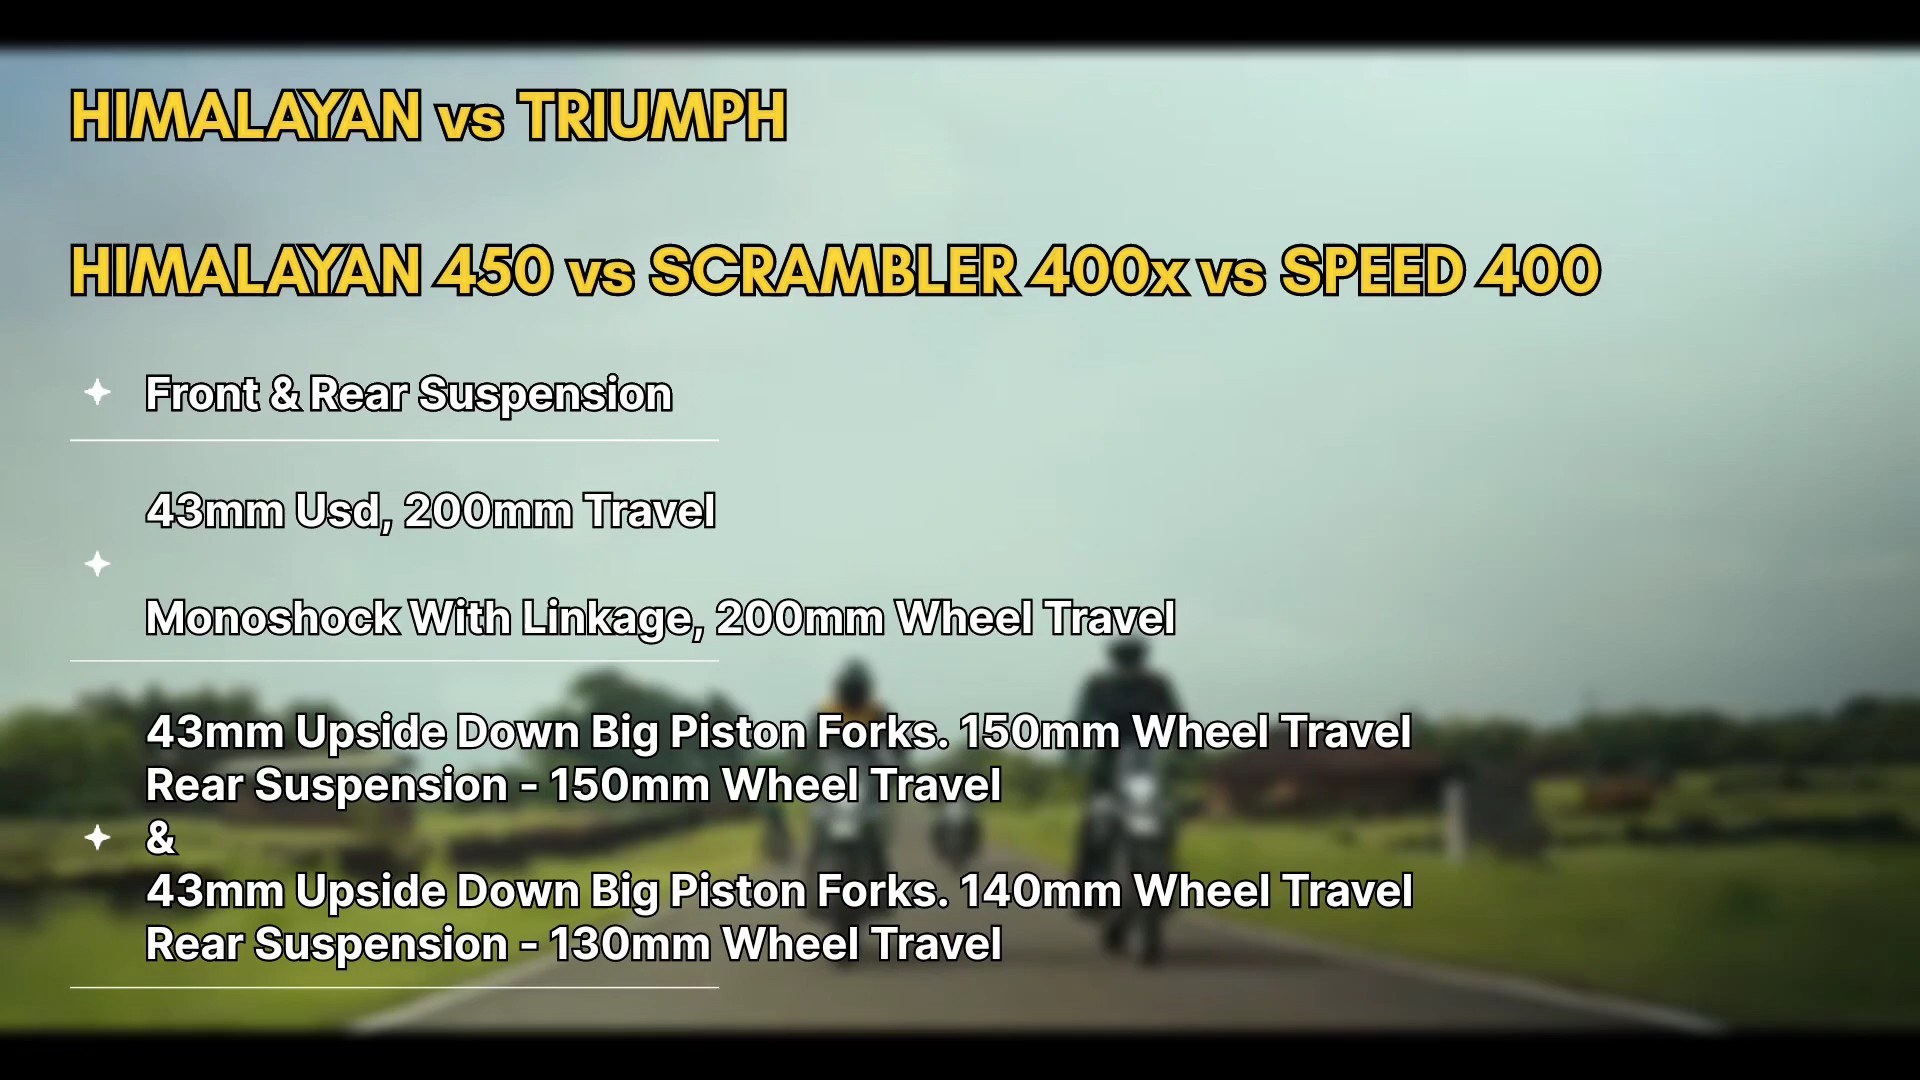 HIMALAYAN vs TRIUMPH
HIMALAYAN 450 vs SCRAMBLER 400x vs SPEED 400
Front & Rear Suspension
43mm Usd, 200mm Travel
Monoshock With Linkage, 200mm Wheel Travel
43mm Upside Down Big Piston Forks. 150mm Wheel Travel
Rear Suspension - 150mm Wheel Travel
&
43mm Upside Down Big Piston Forks. 140mm Wheel Travel
Rear Suspension - 130mm Wheel Travel